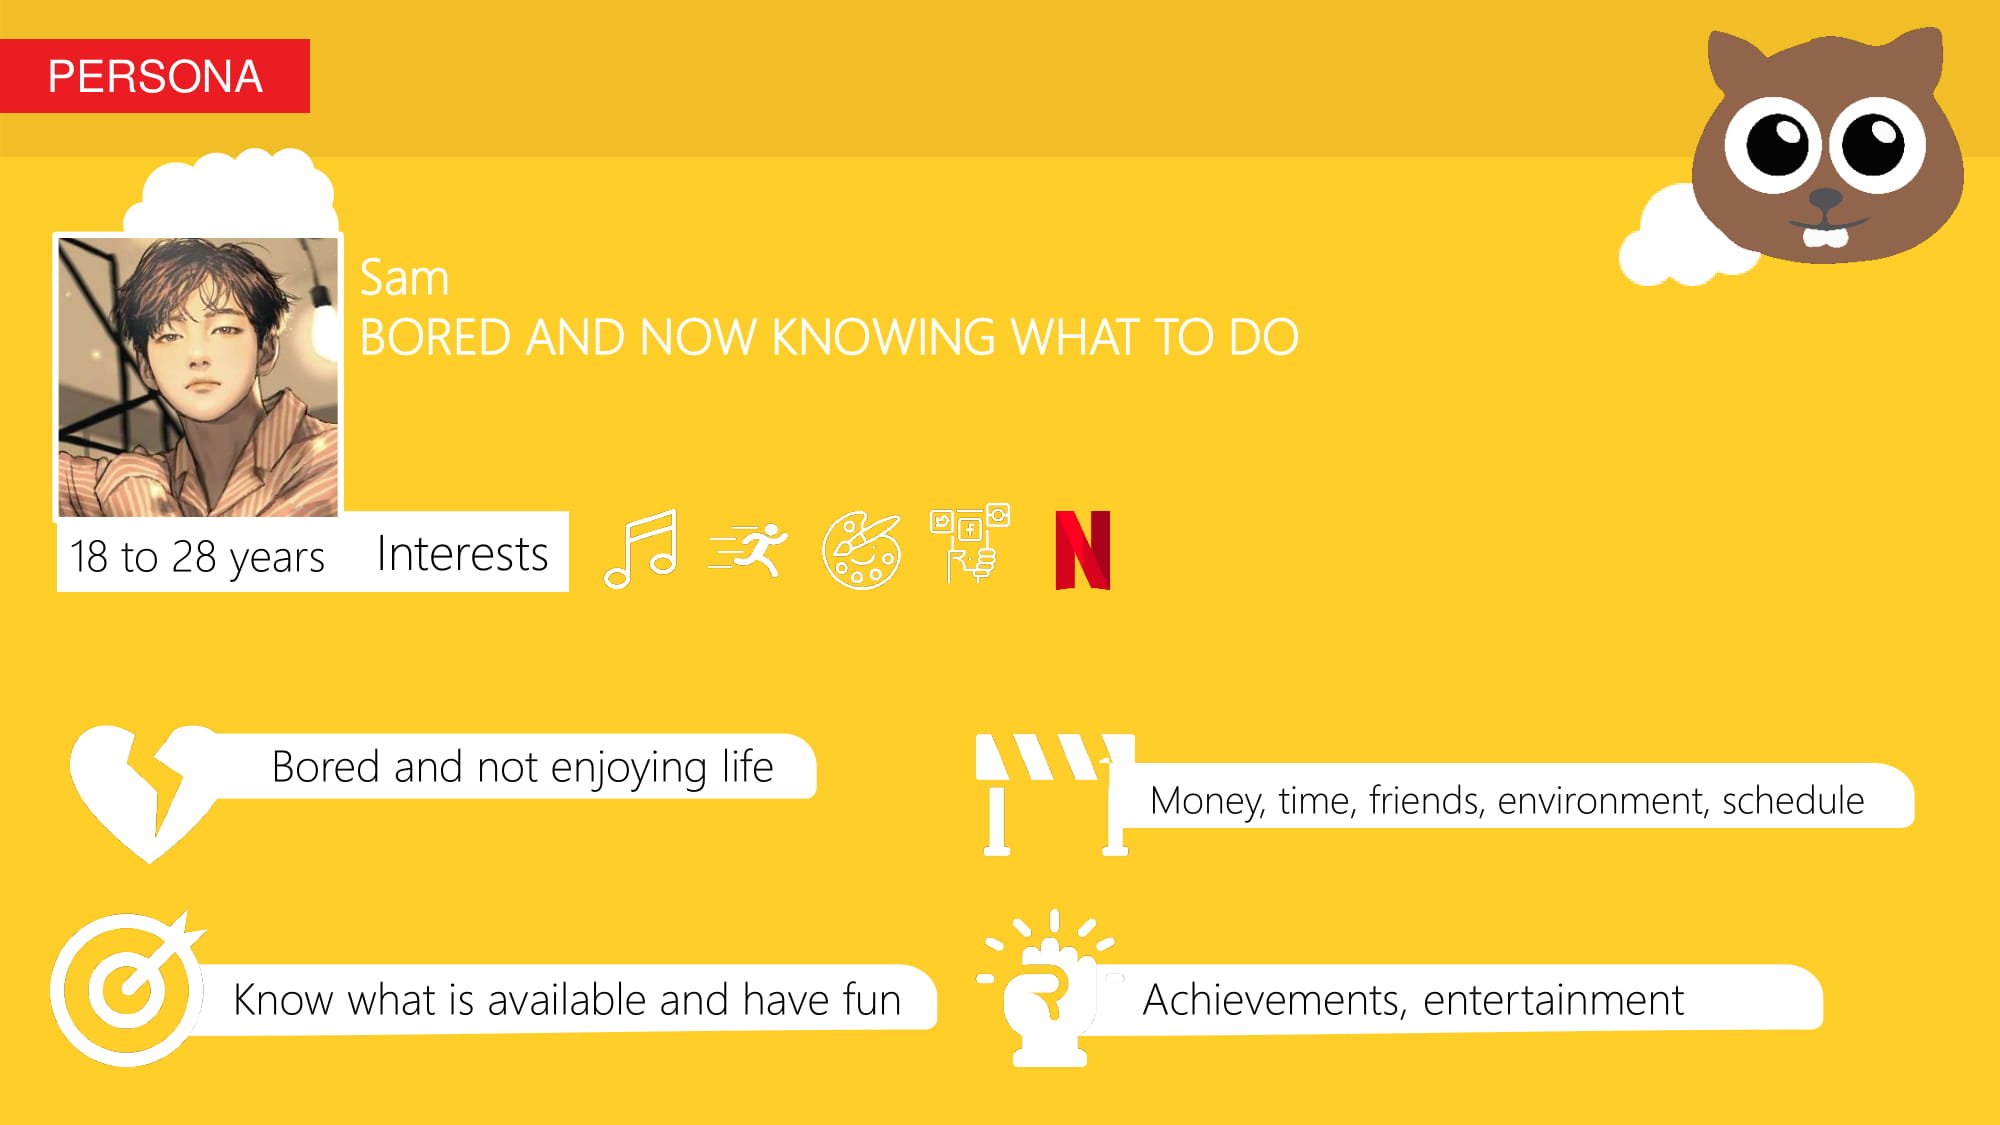 PERSONA
Sam
BORED AND NOW KNOWING WHAT TO DO
18 to 28 years
Interests
N
Bored and not enjoying life
Money, time, friends, environment, schedule
Know what is available and have fun
Achievements, entertainment